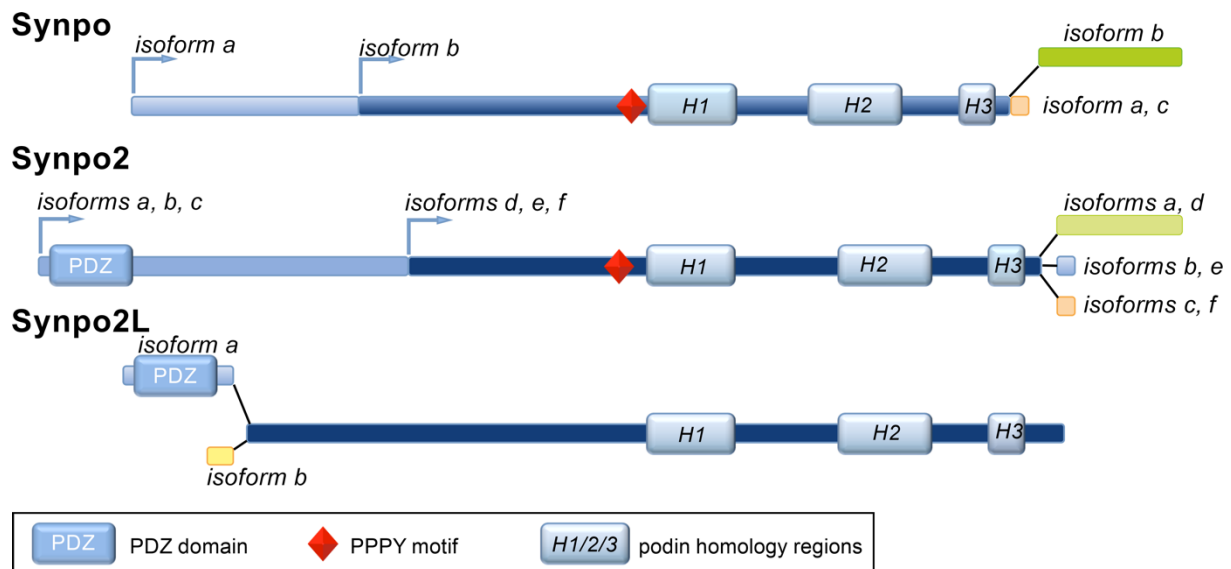 Synpo
isoform a
isoform b
isoform b
H1
H2
H3
isoform a, c
Synpo2
isoforms a, b, c
isoforms d, e, f
isoforms a, d
PDZ
H1
H2
H3
isoforms b, e
isoforms c, f
Synpo2L
isoform a
PDZ
H1
H2
H3
isoform b
PDZ
PDZ domain
PPPY motif
H1/2/3
podin homology regions